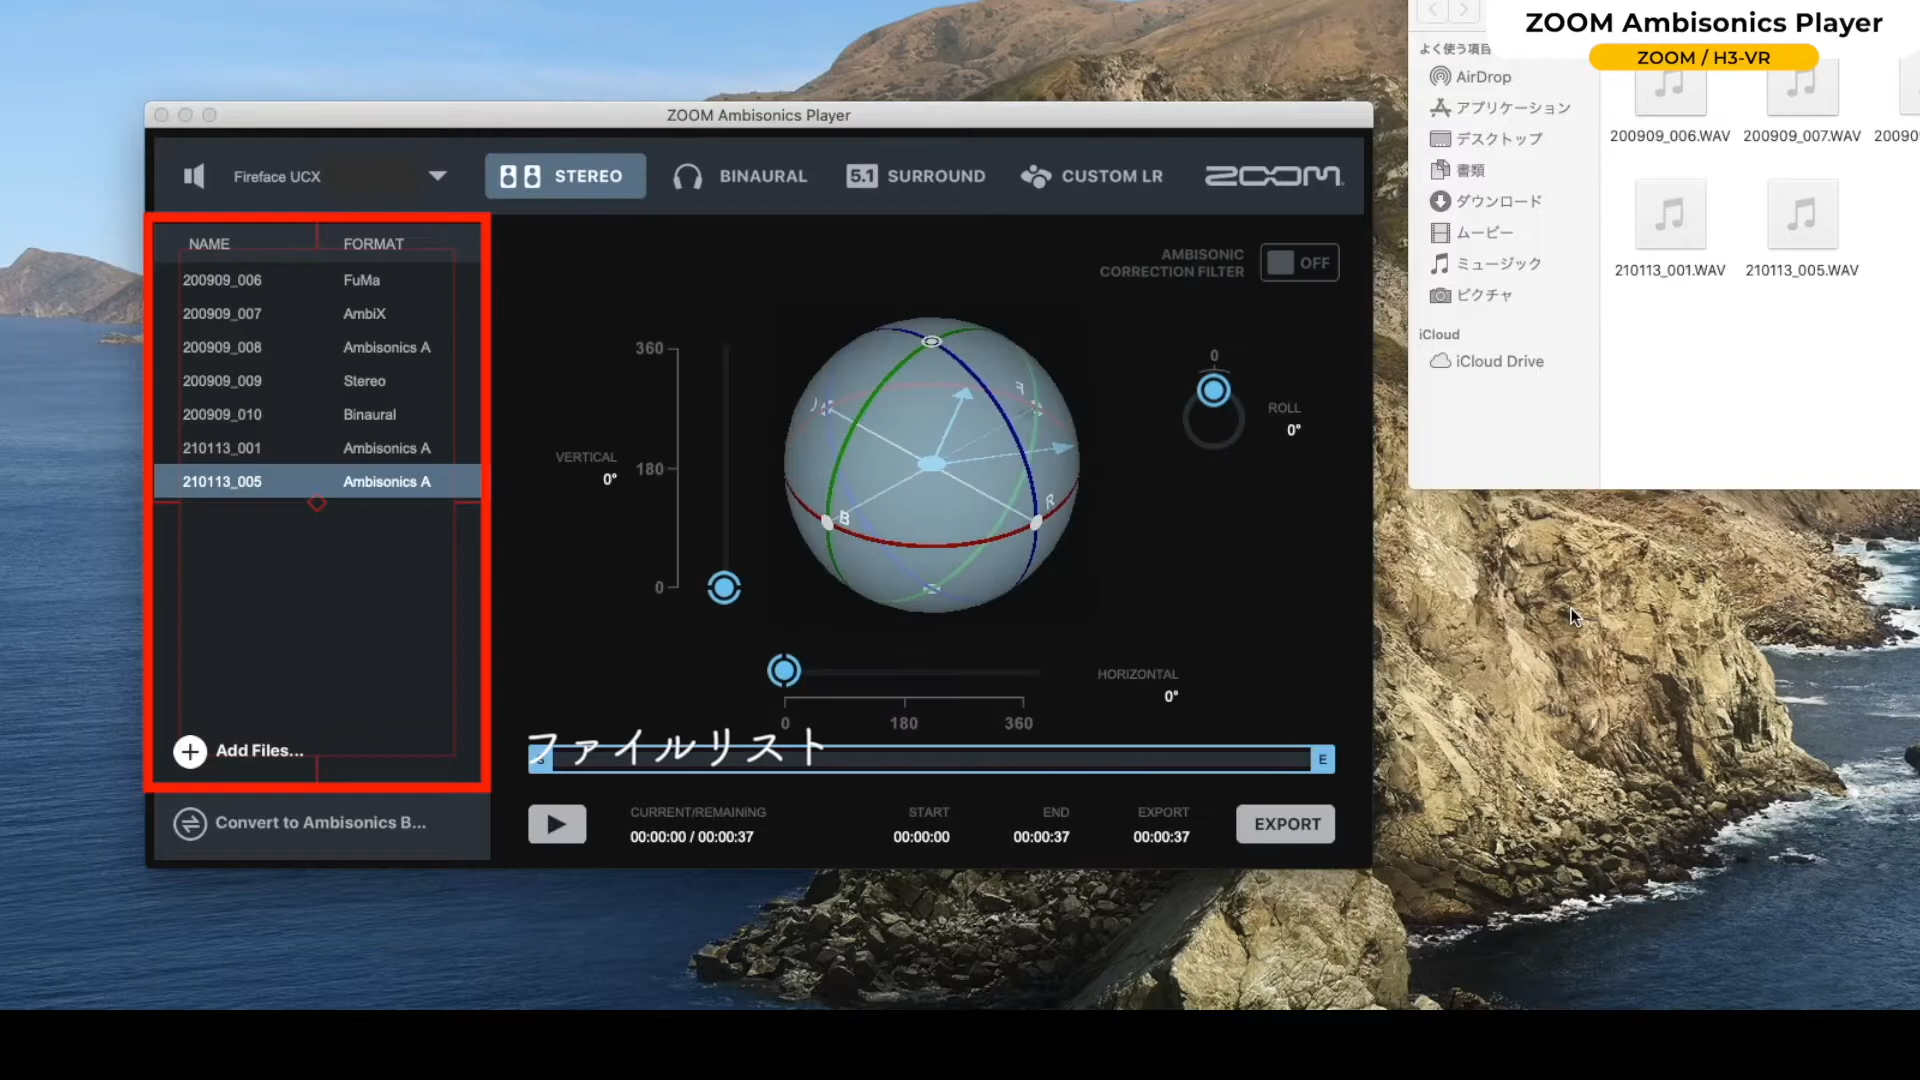 ZOOM Ambisonics Player
ZOOM / H3-VR
よく使う項目
AirDrop
アプリケーション
デスクトップ
書類
ダウンロード
ムービー
ミュージック
ピクチャ
iCloud
iCloud Drive
200909_006.WAV
200909_007.WAV
20090
210113_001.WAV
210113_005.WAV
ZOOM Ambisonics Player
Fireface UCX
STEREO
BINAURAL
5.1 SURROUND
CUSTOM LR
ZOOM
NAME FORMAT
200909_006 FuMa
200909_007 AmbiX
200909_008 Ambisonics A
200909_009 Stereo
200909_010 Binaural
210113_001 Ambisonics A
210113_005 Ambisonics A
Add Files...
Convert to Ambisonics B...
AMBISONIC
CORRECTION FILTER
OFF
360
180
0
VERTICAL
0°
F
B
R
0
ROLL
0°
HORIZONTAL
0°
0 180 360
ファイルリスト
E
CURRENT/REMAINING
00:00:00 / 00:00:37
START
00:00:00
END
00:00:37
EXPORT
00:00:37
EXPORT